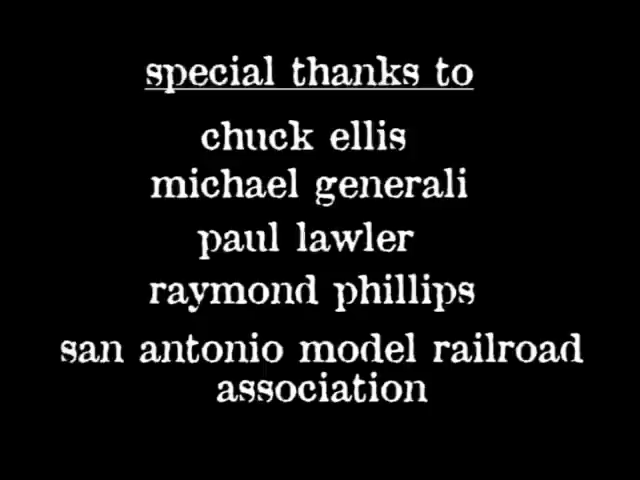 special thanks to
chuck ellis
michael generali
paul lawler
raymond phillips
san antonio model railroad
association